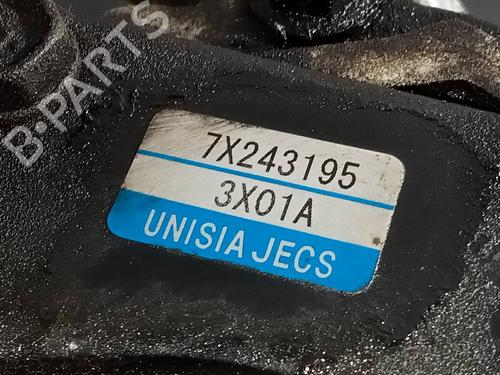 B-PARTS
7X243195
3X01A
UNISIA JECS